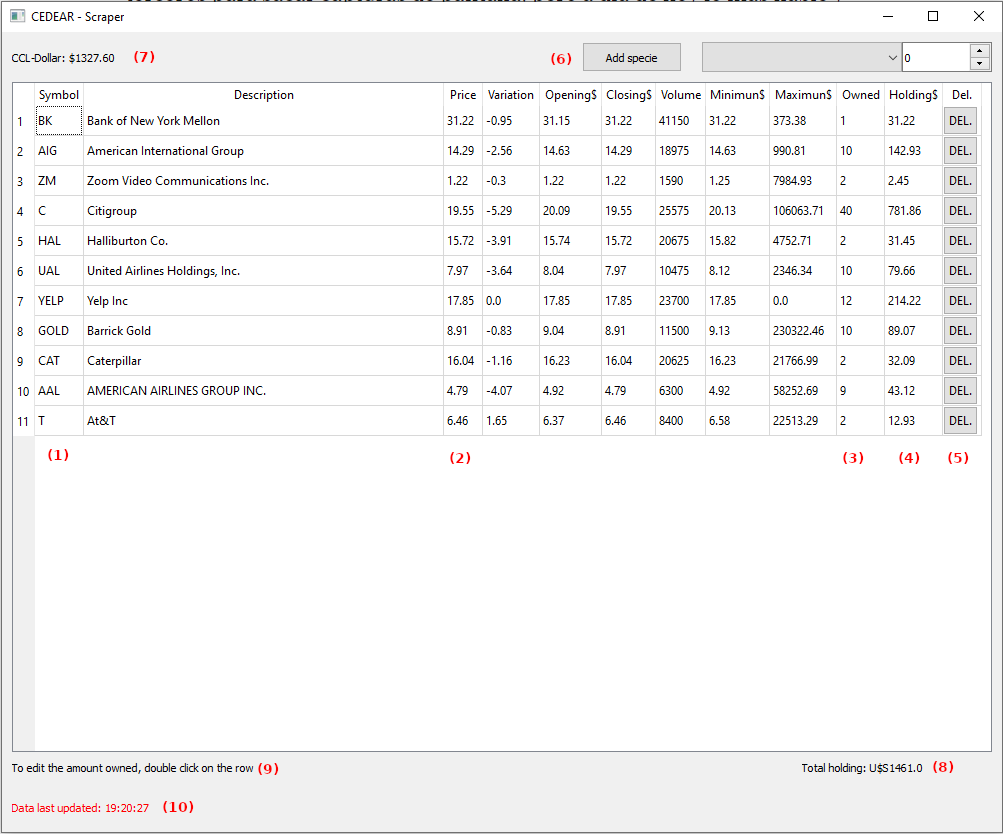 CEDEAR - Scraper
CCL-Dollar: $1327.60 (7) (6) Add specie 0
Symbol Description Price Variation Opening$ Closing$ Volume Minimun$ Maximun$ Owned Holding$ Del.
1 BK Bank of New York Mellon 31.22 -0.95 31.15 31.22 41150 31.22 373.38 1 31.22 DEL.
2 AIG American International Group 14.29 -2.56 14.63 14.29 18975 14.63 990.81 10 142.93 DEL.
3 ZM Zoom Video Communications Inc. 1.22 -0.3 1.22 1.22 1590 1.25 7984.93 2 2.45 DEL.
4 C Citigroup 19.55 -5.29 20.09 19.55 25575 20.13 106063.71 40 781.86 DEL.
5 HAL Halliburton Co. 15.72 -3.91 15.74 15.72 20675 15.82 4752.71 2 31.45 DEL.
6 UAL United Airlines Holdings, Inc. 7.97 -3.64 8.04 7.97 10475 8.12 2346.34 10 79.66 DEL.
7 YELP Yelp Inc 17.85 0.0 17.85 17.85 23700 17.85 0.0 12 214.22 DEL.
8 GOLD Barrick Gold 8.91 -0.83 9.04 8.91 11500 9.13 230322.46 10 89.07 DEL.
9 CAT Caterpillar 16.04 -1.16 16.23 16.04 20625 16.23 21766.99 2 32.09 DEL.
10 AAL AMERICAN AIRLINES GROUP INC. 4.79 -4.07 4.92 4.79 6300 4.92 58252.69 9 43.12 DEL.
11 T At&T 6.46 1.65 6.37 6.46 8400 6.58 22513.29 2 12.93 DEL.
(1) (2) (3) (4) (5)
To edit the amount owned, double click on the row (9) Total holding: U$S1461.0 (8)
Data last updated: 19:20:27 (10)